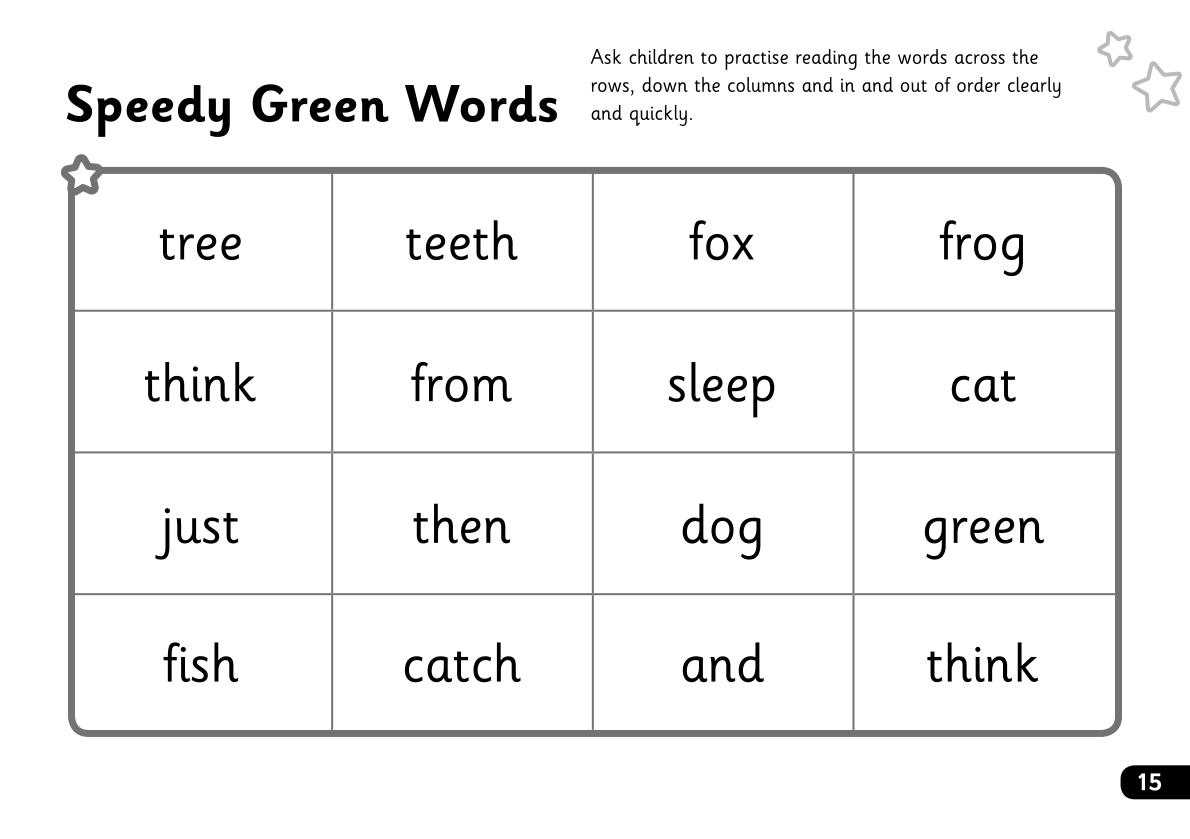 Speedy Green Words
Ask children to practise reading the words across the
rows, down the columns and in and out of order clearly
and quickly.
tree teeth fox frog
think from sleep cat
just then dog green
fish catch and think
15